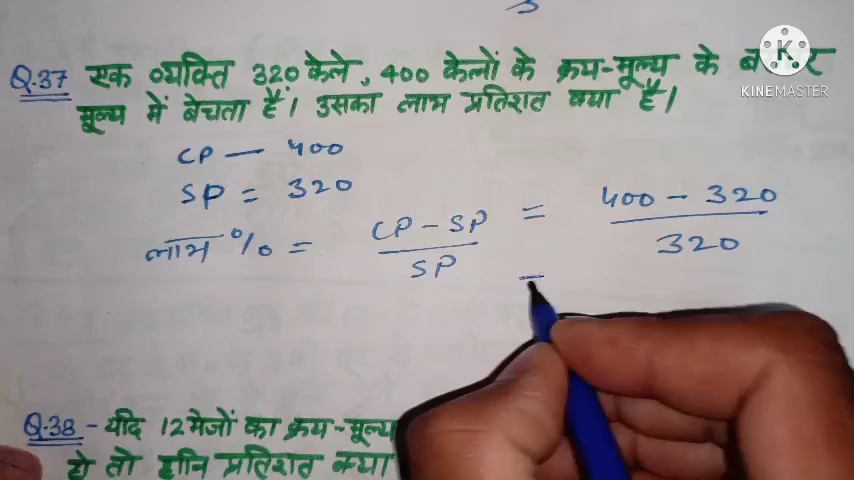 Q.37 एक व्यक्ति 320 केले, 400 केलों के क्रय-मूल्य के
मूल्य में बेचता है। उसका लाभ प्रतिशत क्या है।
K
KINEMASTER
CP — 400
SP = 320
लाभ % = CP - SP / SP = 400 - 320 / 320
=
Q.38 - यदि 12 मेजों का क्रय-मूल्य
हो तो हानि प्रतिशत क्या